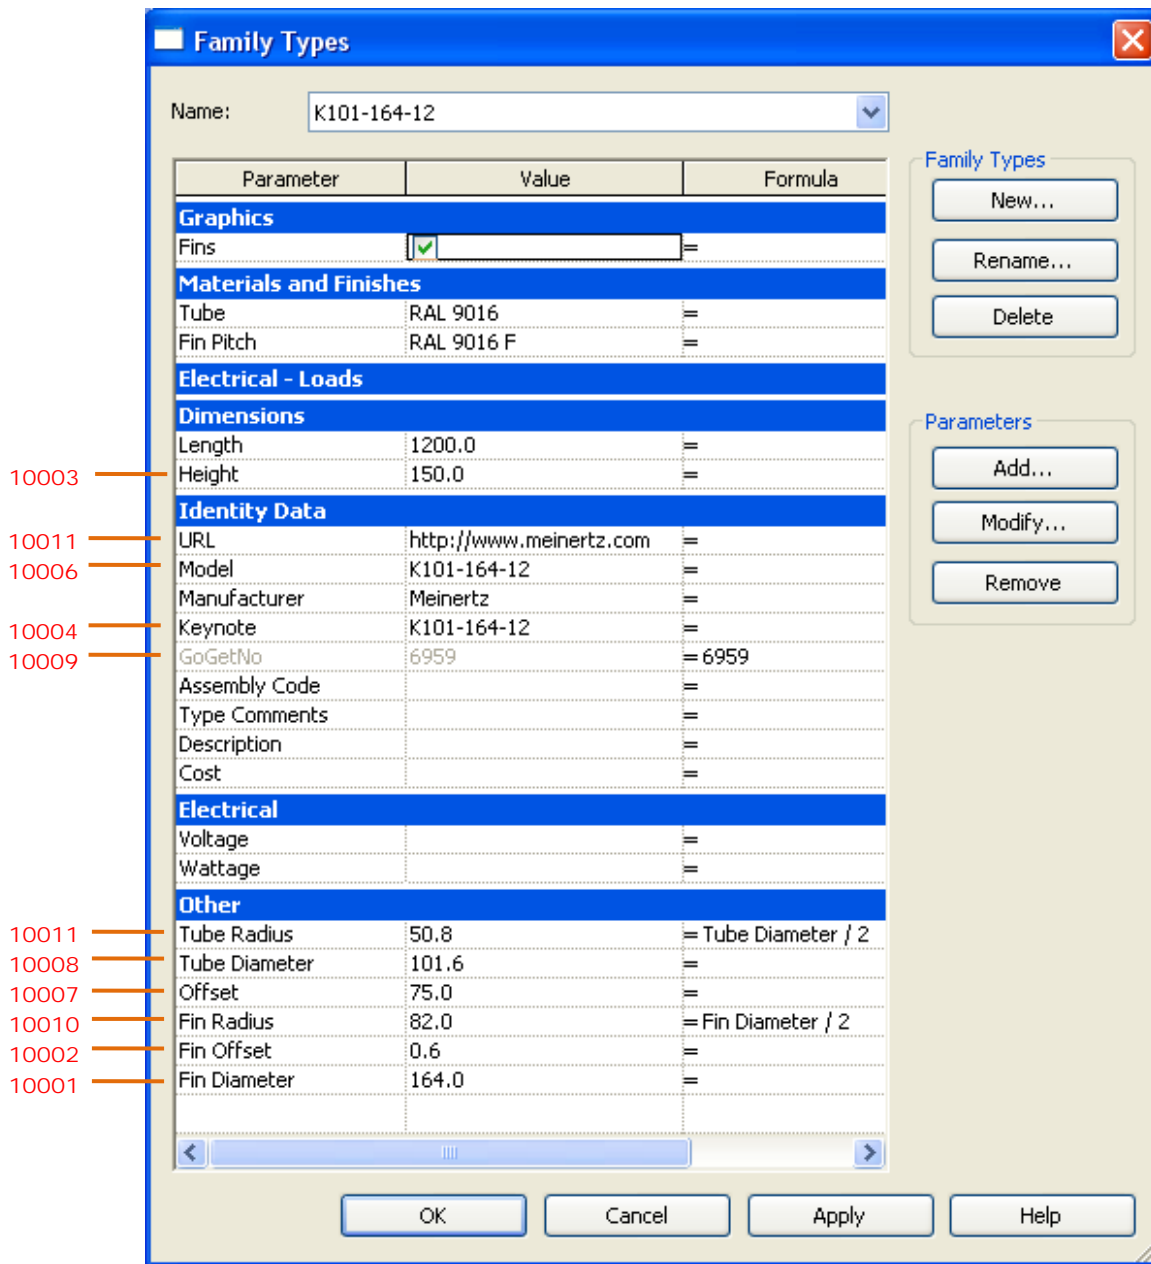 Family Types
Name: K101-164-12
Parameter Value Formula
Graphics
Fins =
Materials and Finishes
Tube RAL 9016 =
Fin Pitch RAL 9016 F =
Electrical - Loads
Dimensions
Length 1200.0 =
10003 Height 150.0 =
Identity Data
10011 URL http://www.meinertz.com =
10006 Model K101-164-12 =
Manufacturer Meinertz =
10004 Keynote K101-164-12 =
10009 GoGetNo 6959 = 6959
Assembly Code =
Type Comments =
Description =
Cost =
Electrical
Voltage =
Wattage =
Other
10011 Tube Radius 50.8 = Tube Diameter / 2
10008 Tube Diameter 101.6 =
10007 Offset 75.0 =
10010 Fin Radius 82.0 = Fin Diameter / 2
10002 Fin Offset 0.6 =
10001 Fin Diameter 164.0 =
Family Types
New...
Rename...
Delete
Parameters
Add...
Modify...
Remove
OK Cancel Apply Help